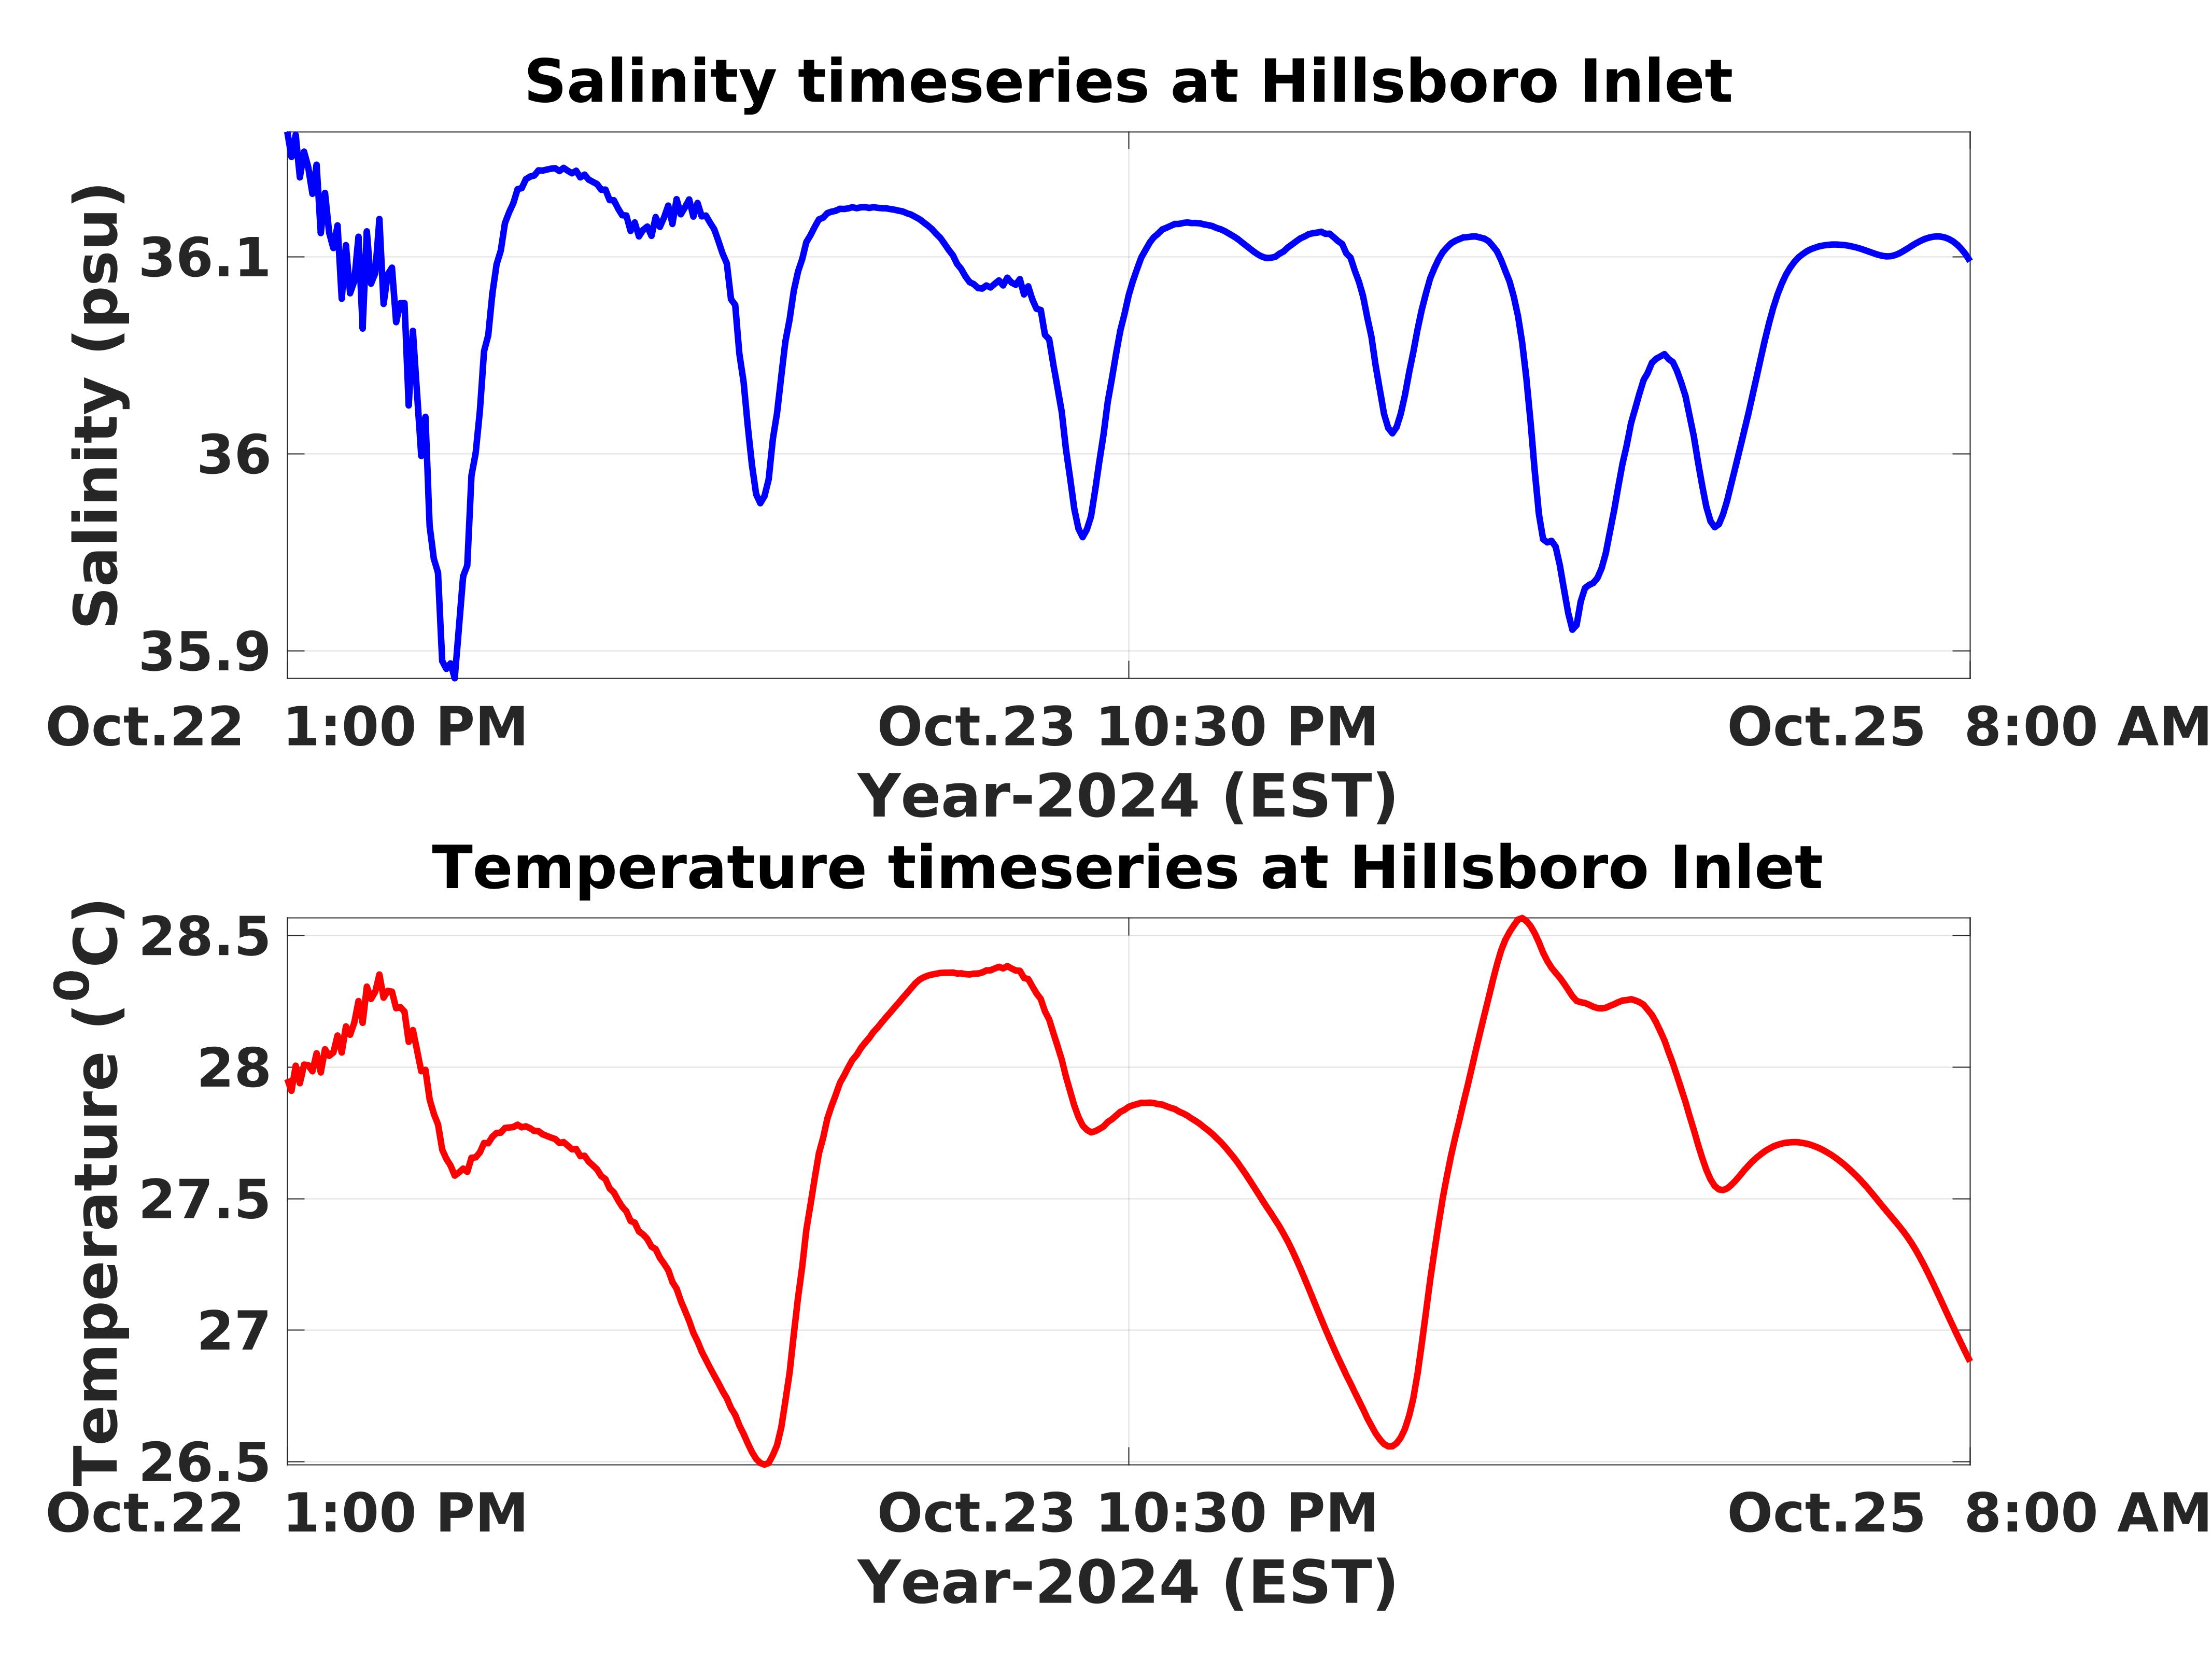 Salinity timeseries at Hillsboro Inlet
Salinity (psu)
36.1
36
35.9
Oct.22 1:00 PM Oct.23 10:30 PM Oct.25 8:00 AM
Year-2024 (EST)
Temperature timeseries at Hillsboro Inlet
Temperature (⁰C)
28.5
28
27.5
27
26.5
Oct.22 1:00 PM Oct.23 10:30 PM Oct.25 8:00 AM
Year-2024 (EST)